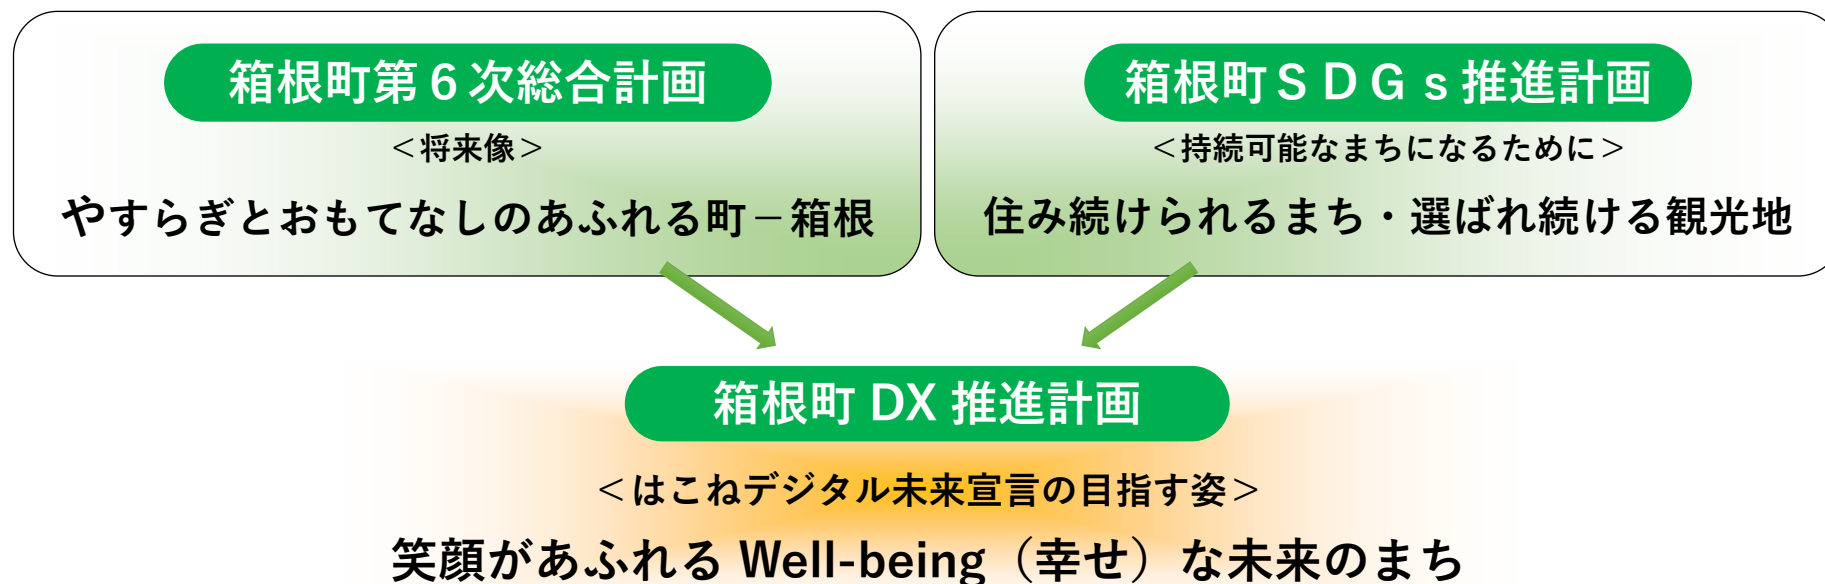 箱根町第６次総合計画
＜将来像＞
やすらぎとおもてなしのあふれる町－箱根
箱根町ＳＤＧｓ推進計画
＜持続可能なまちになるために＞
住み続けられるまち・選ばれ続ける観光地
箱根町 DX 推進計画
＜はこねデジタル未来宣言の目指す姿＞
笑顔があふれる Well-being（幸せ）な未来のまち